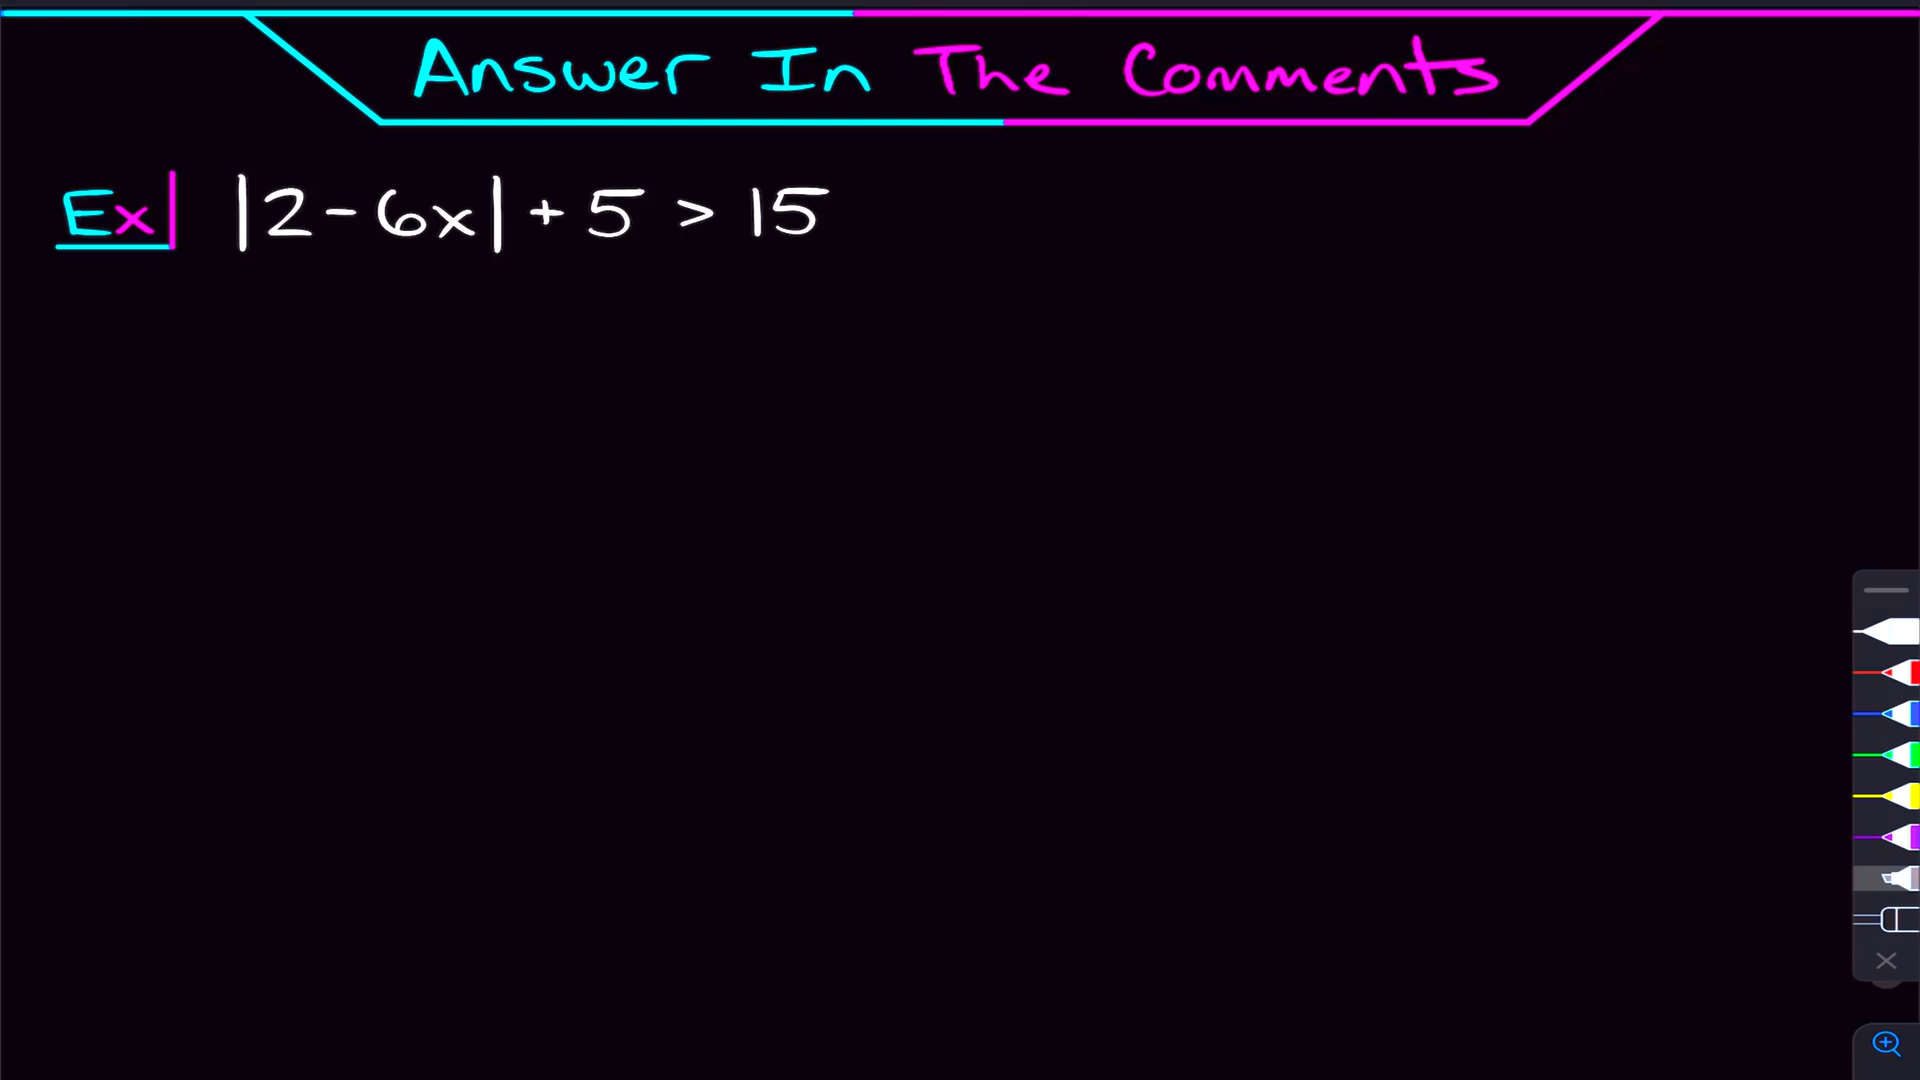 Answer In The Comments
Ex| |2-6x| + 5 > 15